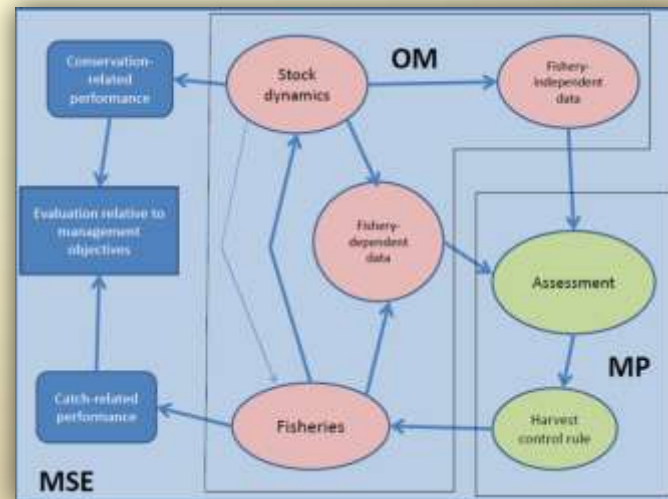 Conservation-
related
performance
Stock
dynamics
OM
Fishery-
independent
data
Evaluation relative to
management
objectives
Fishery-
dependent
data
Assessment
MP
Catch-related
performance
Fisheries
Harvest
control rule
MSE